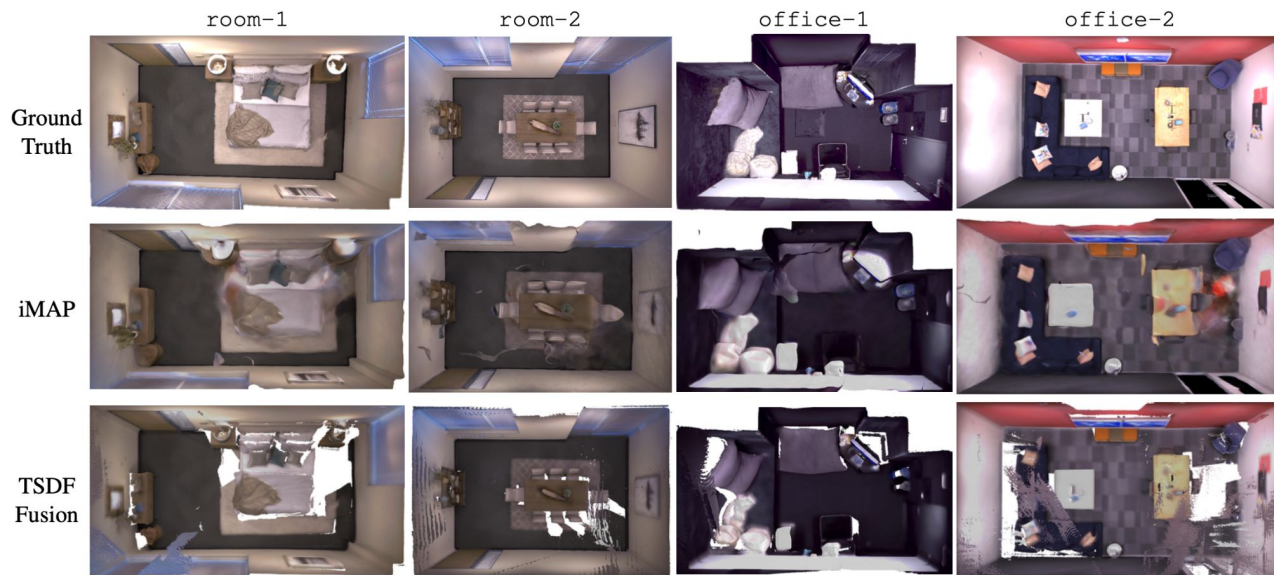 room-1 room-2 office-1 office-2
Ground
Truth
iMAP
TSDF
Fusion